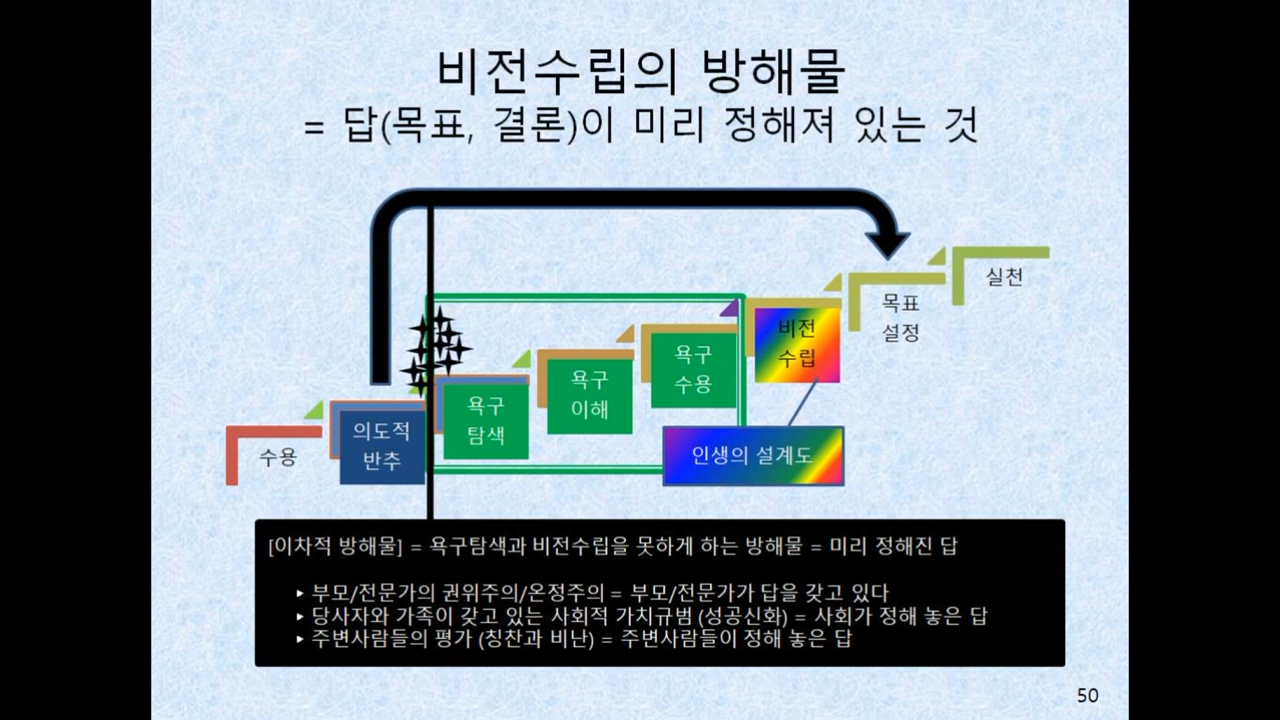 비전수립의 방해물
= 답(목표, 결론)이 미리 정해져 있는 것
수용
의도적
반추
욕구
탐색
욕구
이해
욕구
수용
비전
수립
목표
설정
실천
인생의 설계도
[이차적 방해물] = 욕구탐색과 비전수립을 못하게 하는 방해물 = 미리 정해진 답
▸ 부모/전문가의 권위주의/온정주의 = 부모/전문가가 답을 갖고 있다
▸ 당사자와 가족이 갖고 있는 사회적 가치규범 (성공신화) = 사회가 정해 놓은 답
▸ 주변사람들의 평가 (칭찬과 비난) = 주변사람들이 정해 놓은 답
50